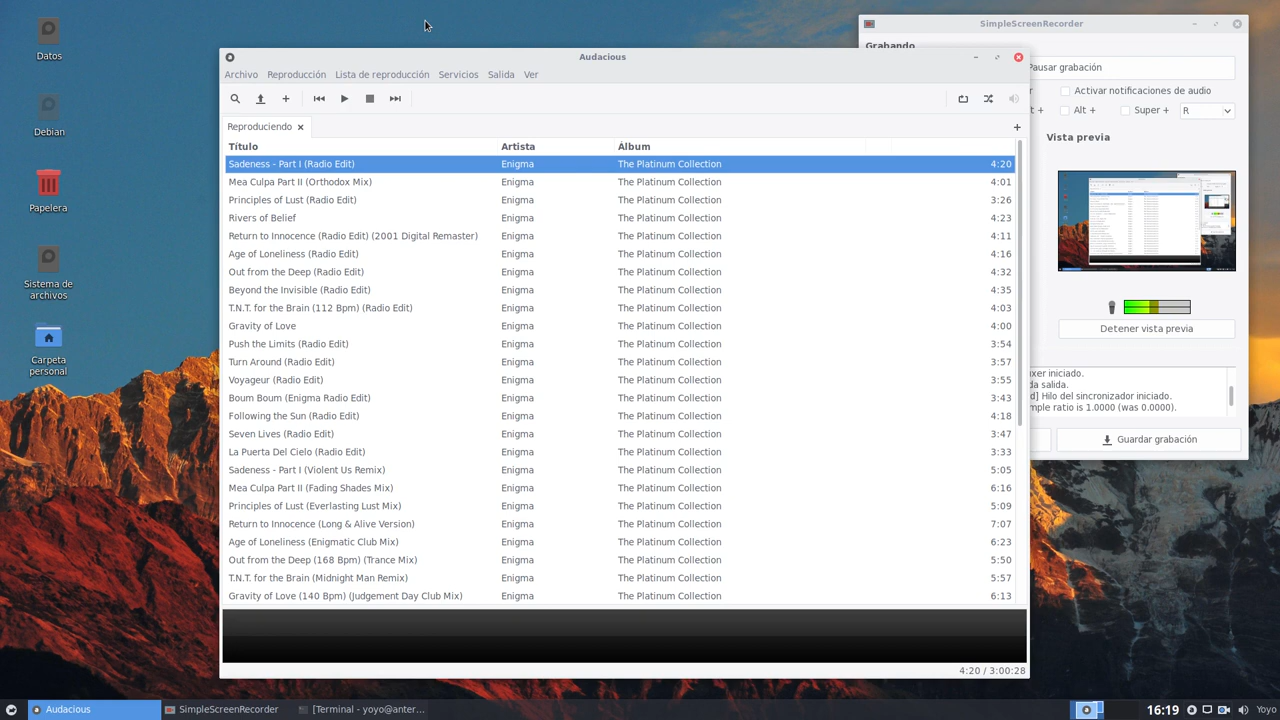 Datos
Debian
Papelera
Sistema de
archivos
Carpeta
personal
SimpleScreenRecorder
Grabando
Pausar grabación
Activar notificaciones de audio
Alt +
Super +
R
Vista previa
Detener vista previa
iniciado.
salida.
Hilo del sincronizador iniciado.
ratio is 1.0000 (was 0.0000).
Guardar grabación
Audacious
Archivo Reproducción Lista de reproducción Servicios Salida Ver
Reproduciendo
Título Artista Álbum
Sadeness - Part I (Radio Edit) Enigma The Platinum Collection 4:20
Mea Culpa Part II (Orthodox Mix) Enigma The Platinum Collection 4:01
Principles of Lust (Radio Edit) Enigma The Platinum Collection 3:26
Rivers of Belief Enigma The Platinum Collection 4:23
Return to Innocence (Radio Edit) (2001 Digital Remaster) Enigma The Platinum Collection 4:11
Age of Loneliness (Radio Edit) Enigma The Platinum Collection 4:16
Out from the Deep (Radio Edit) Enigma The Platinum Collection 4:32
Beyond the Invisible (Radio Edit) Enigma The Platinum Collection 4:35
T.N.T. for the Brain (112 Bpm) (Radio Edit) Enigma The Platinum Collection 4:03
Gravity of Love Enigma The Platinum Collection 4:00
Push the Limits (Radio Edit) Enigma The Platinum Collection 3:54
Turn Around (Radio Edit) Enigma The Platinum Collection 3:57
Voyageur (Radio Edit) Enigma The Platinum Collection 3:55
Boum Boum (Enigma Radio Edit) Enigma The Platinum Collection 3:43
Following the Sun (Radio Edit) Enigma The Platinum Collection 4:18
Seven Lives (Radio Edit) Enigma The Platinum Collection 3:47
La Puerta Del Cielo (Radio Edit) Enigma The Platinum Collection 3:33
Sadeness - Part I (Violent Us Remix) Enigma The Platinum Collection 5:05
Mea Culpa Part II (Fading Shades Mix) Enigma The Platinum Collection 6:16
Principles of Lust (Everlasting Lust Mix) Enigma The Platinum Collection 5:09
Return to Innocence (Long & Alive Version) Enigma The Platinum Collection 7:07
Age of Loneliness (Enigmatic Club Mix) Enigma The Platinum Collection 6:23
Out from the Deep (168 Bpm) (Trance Mix) Enigma The Platinum Collection 5:50
T.N.T. for the Brain (Midnight Man Remix) Enigma The Platinum Collection 5:57
Gravity of Love (140 Bpm) (Judgement Day Club Mix) Enigma The Platinum Collection 6:13
4:20 / 3:00:28
Audacious SimpleScreenRecorder [Terminal - yoyo@anter... 16:19 Yoyo